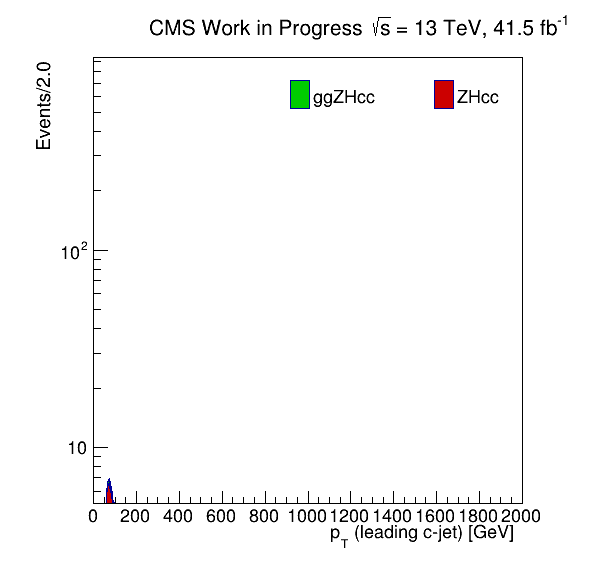 CMS Work in Progress √s = 13 TeV, 41.5 fb⁻¹
Events/2.0
ggZHcc ZHcc
10²
10
0 200 400 600 800 1000 1200 1400 1600 1800 2000
p_T (leading c-jet) [GeV]